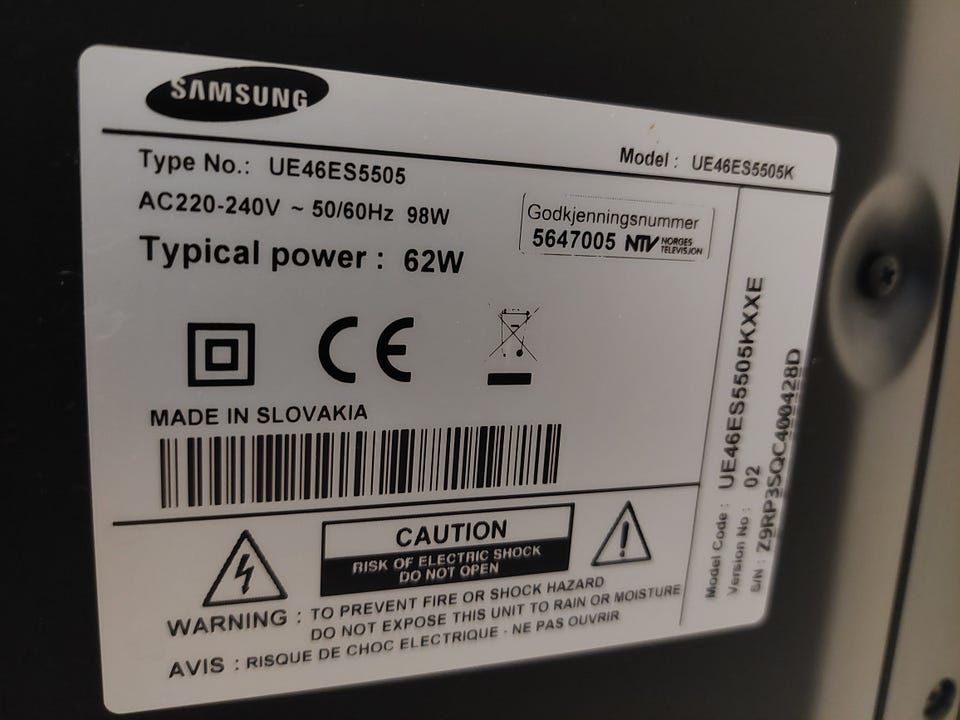 SAMSUNG
Type No.: UE46ES5505
Model : UE46ES5505K
AC220-240V ~ 50/60Hz 98W
Typical power : 62W
Godkjenningsnummer
5647005 NTV NORGES TELEVISJON
CE
MADE IN SLOVAKIA
CAUTION
RISK OF ELECTRIC SHOCK
DO NOT OPEN
WARNING : TO PREVENT FIRE OR SHOCK HAZARD
DO NOT EXPOSE THIS UNIT TO RAIN OR MOISTURE
AVIS : RISQUE DE CHOC ELECTRIQUE - NE PAS OUVRIR
Model Code : UE46ES5505KXXE
Version No : 02
S/N : Z9RP3SQC400428D